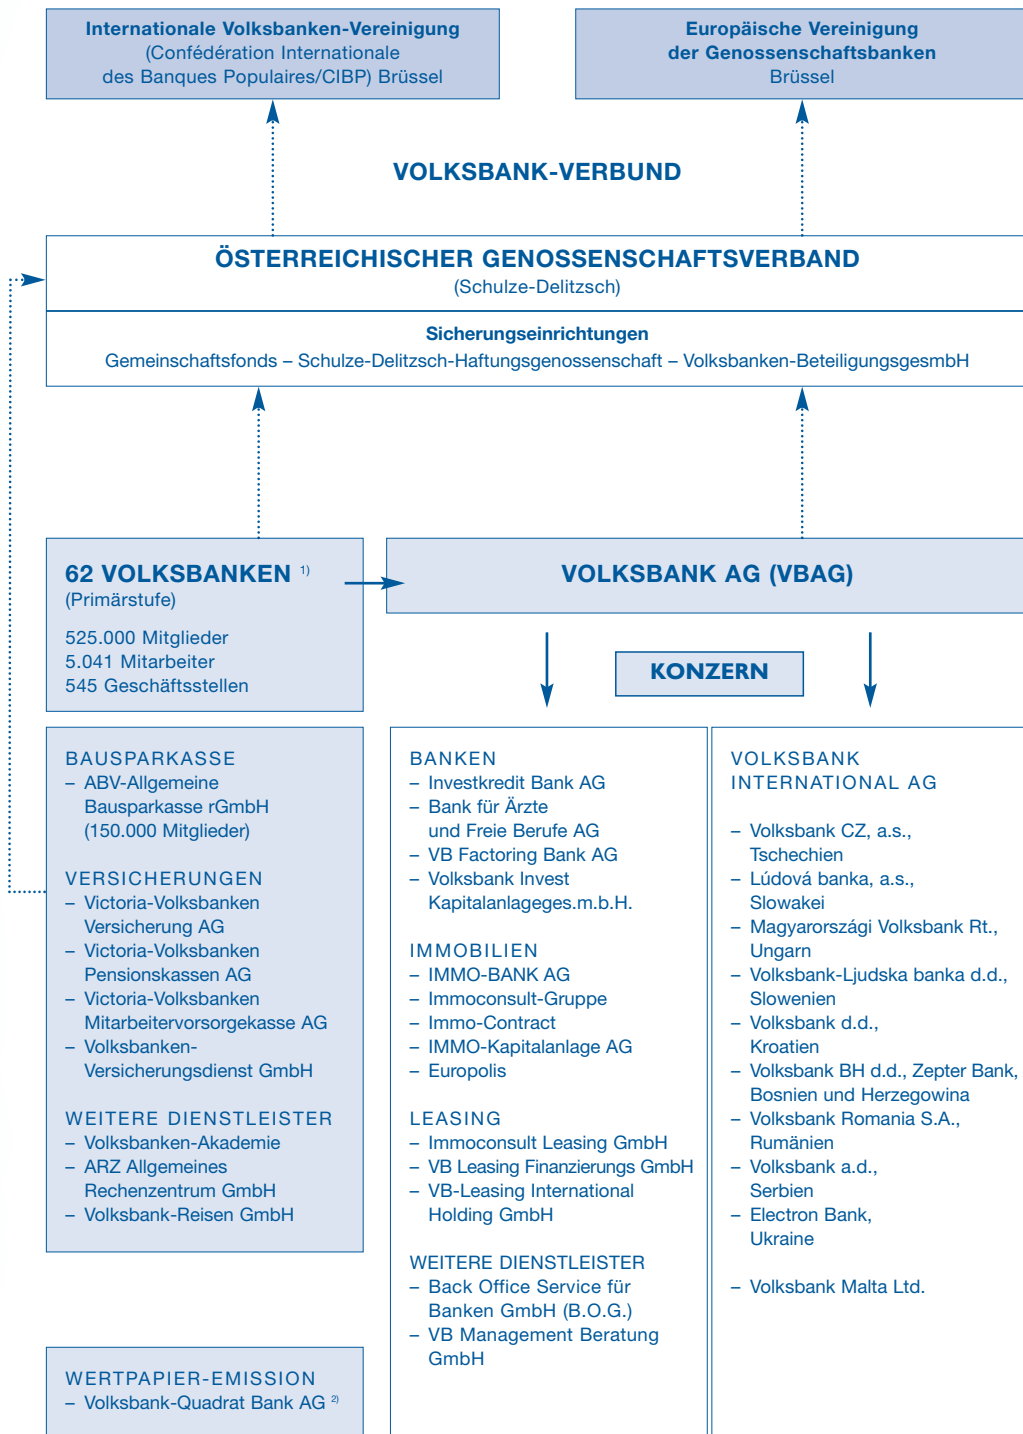 Internationale Volksbanken-Vereinigung
(Confédération Internationale
des Banques Populaires/CIBP) Brüssel
Europäische Vereinigung
der Genossenschaftsbanken
Brüssel
VOLKSBANK-VERBUND
ÖSTERREICHISCHER GENOSSENSCHAFTSVERBAND
(Schulze-Delitzsch)
Sicherungseinrichtungen
Gemeinschaftsfonds – Schulze-Delitzsch-Haftungsgenossenschaft – Volksbanken-BeteiligungsgesmbH
62 VOLKSBANKEN 1)
(Primärstufe)
525.000 Mitglieder
5.041 Mitarbeiter
545 Geschäftsstellen
VOLKSBANK AG (VBAG)
KONZERN
BAUSPARKASSE
– ABV-Allgemeine
Bausparkasse rGmbH
(150.000 Mitglieder)
VERSICHERUNGEN
– Victoria-Volksbanken
Versicherung AG
– Victoria-Volksbanken
Pensionskassen AG
– Victoria-Volksbanken
Mitarbeitervorsorgekasse AG
– Volksbanken-
Versicherungsdienst GmbH
WEITERE DIENSTLEISTER
– Volksbanken-Akademie
– ARZ Allgemeines
Rechenzentrum GmbH
– Volksbank-Reisen GmbH
WERTPAPIER-EMISSION
– Volksbank-Quadrat Bank AG 2)
BANKEN
– Investkredit Bank AG
– Bank für Ärzte
und Freie Berufe AG
– VB Factoring Bank AG
– Volksbank Invest
Kapitalanlageges.m.b.H.
IMMOBILIEN
– IMMO-BANK AG
– Immoconsult-Gruppe
– Immo-Contract
– IMMO-Kapitalanlage AG
– Europolis
LEASING
– Immoconsult Leasing GmbH
– VB Leasing Finanzierungs GmbH
– VB-Leasing International
Holding GmbH
WEITERE DIENSTLEISTER
– Back Office Service für
Banken GmbH (B.O.G.)
– VB Management Beratung
GmbH
VOLKSBANK
INTERNATIONAL AG
– Volksbank CZ, a.s.,
Tschechien
– Lúdová banka, a.s.,
Slowakei
– Magyarországi Volksbank Rt.,
Ungarn
– Volksbank-Ljudska banka d.d.,
Slowenien
– Volksbank d.d.,
Kroatien
– Volksbank BH d.d., Zepter Bank,
Bosnien und Herzegowina
– Volksbank Romania S.A.,
Rumänien
– Volksbank a.d.,
Serbien
– Electron Bank,
Ukraine
– Volksbank Malta Ltd.